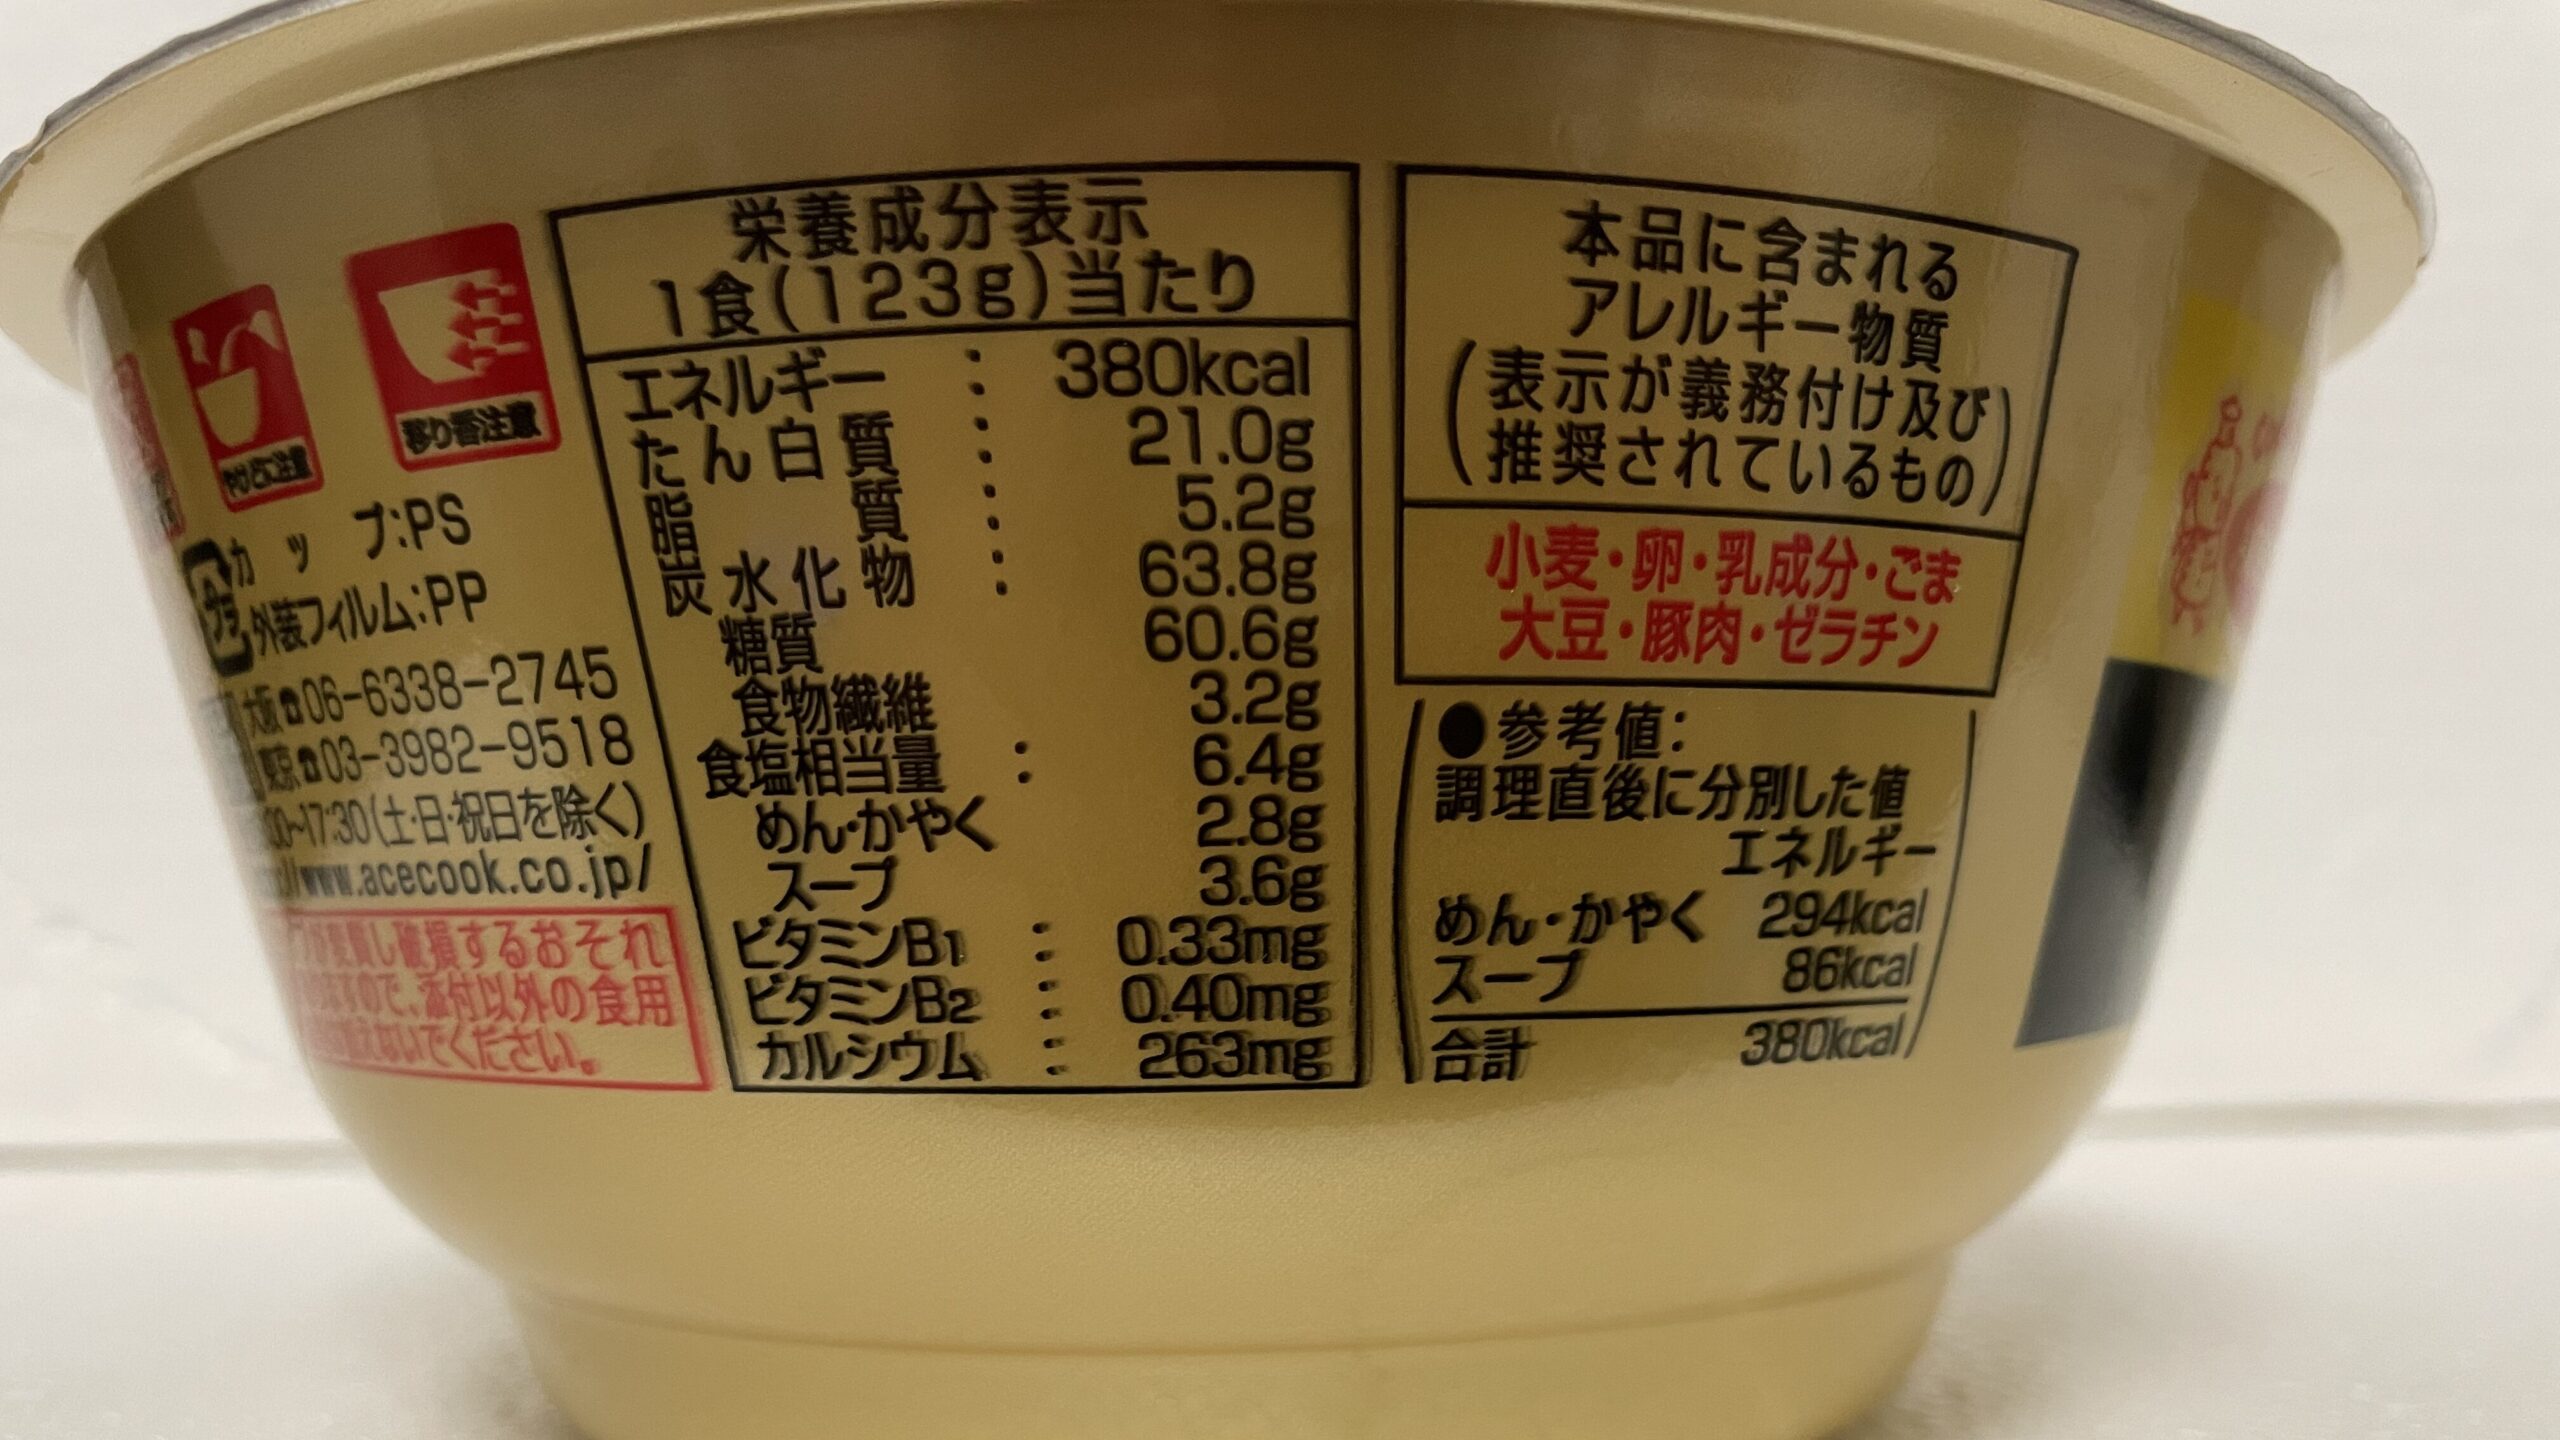 移り香注意
やけど注意
カップ:PS
外装フィルム:PP
大阪☎06-6338-2745
東京☎03-3982-9518
~17:30(土・日・祝日を除く)
www.acecook.co.jp/
変質し破損するおそれ
ますので、添付以外の食用
えないでください。
栄養成分表示
1食(123g)当たり
エネルギー : 380kcal
たん白質 : 21.0g
脂質 : 5.2g
炭水化物 : 63.8g
糖質 60.6g
食物繊維 3.2g
食塩相当量 : 6.4g
めん・かやく 2.8g
スープ 3.6g
ビタミンB1 : 0.33mg
ビタミンB2 : 0.40mg
カルシウム : 263mg
本品に含まれる
アレルギー物質
(表示が義務付け及び
推奨されているもの)
小麦・卵・乳成分・ごま
大豆・豚肉・ゼラチン
●参考値:
調理直後に分別した値
エネルギー
めん・かやく 294kcal
スープ 86kcal
合計 380kcal